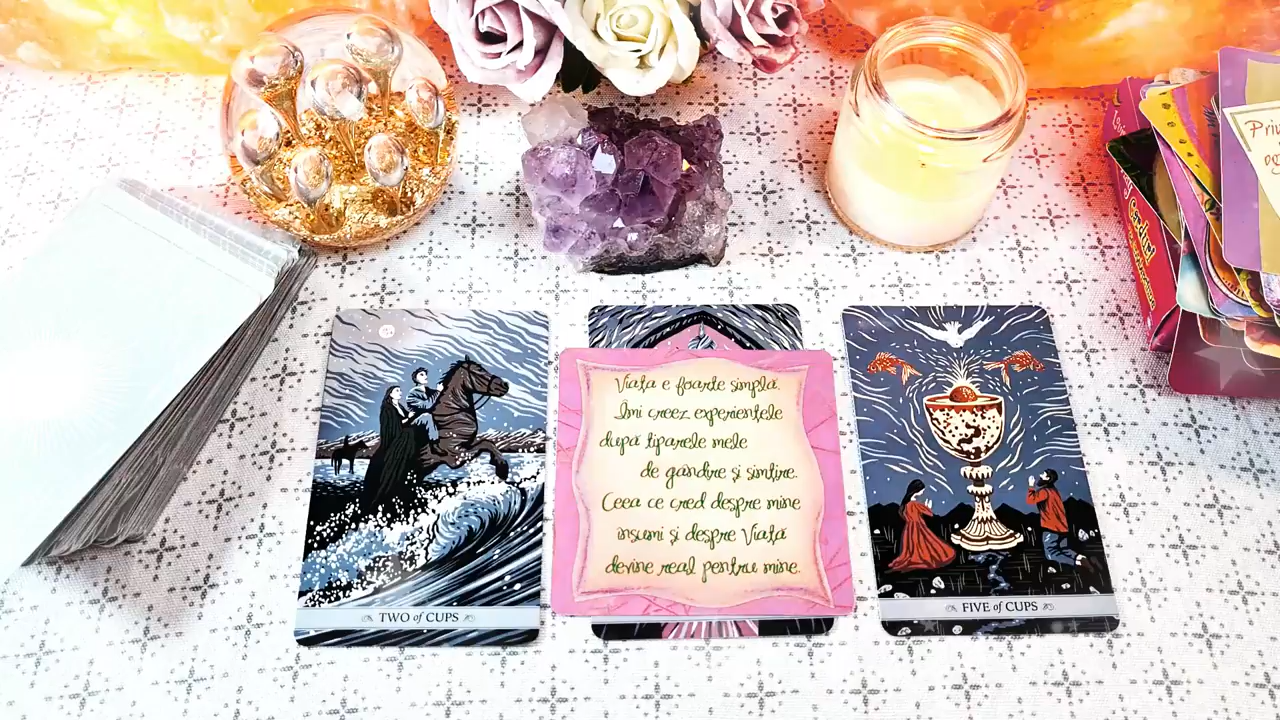 Viața e foarte simplă.
Îmi creez experiențele
după tiparele mele
de gândire și simțire.
Ceea ce cred despre mine
însumi și despre Viață
devine real pentru mine.
TWO of CUPS
FIVE of CUPS